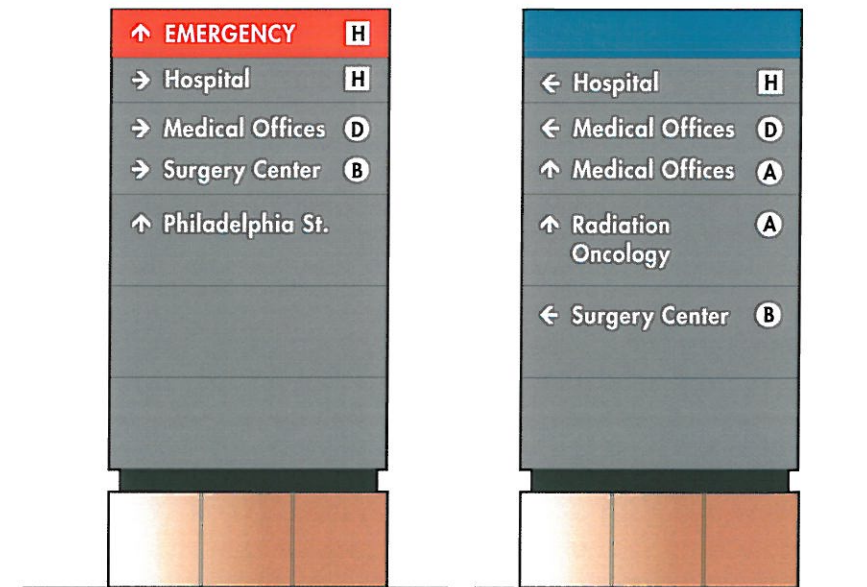 ↑ EMERGENCY H
→ Hospital H
→ Medical Offices D
→ Surgery Center B
↑ Philadelphia St.
← Hospital H
← Medical Offices D
↑ Medical Offices A
↑ Radiation A
Oncology
← Surgery Center B